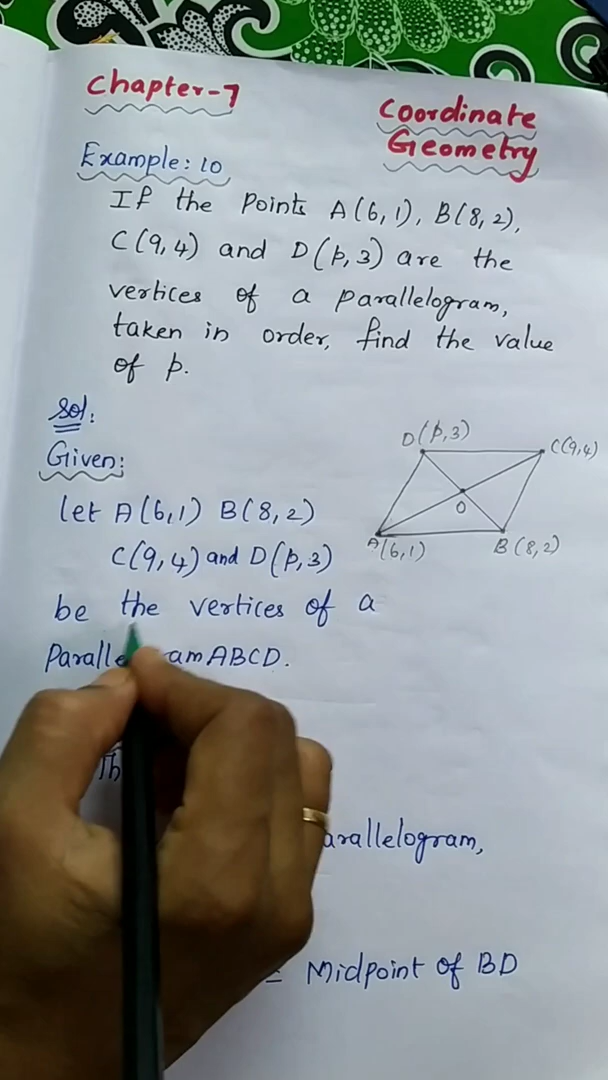 Chapter-7
Coordinate
Geometry
Example: 10
If the points A(6,1), B(8,2),
C(9,4) and D(p,3) are the
vertices of a parallelogram,
taken in order, find the value
of p.
Sol:
Given:
let A(6,1) B(8,2)
C(9,4) and D(p,3)
be the vertices of a
ABCD.
D(p,3)
C(9,4)
O
A(6,1)
B(8,2)
= Midpoint of BD